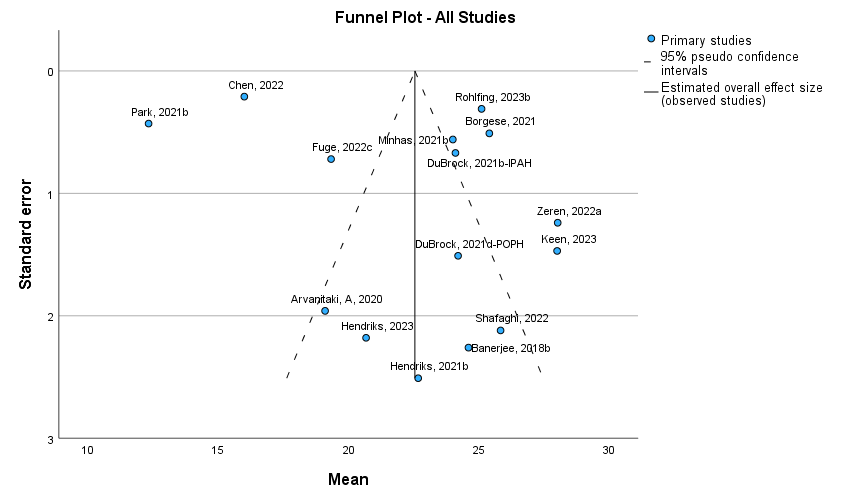 Funnel Plot - All Studies
Primary studies
95% pseudo confidence
intervals
Estimated overall effect size
(observed studies)
Standard error
0
1
2
3
Chen, 2022
Park, 2021b
Rohlfing, 2023b
Borgese, 2021
Minhas, 2021b
Fuge, 2022c
DuBrock, 2021b-IPAH
Zeren, 2022a
Keen, 2023
DuBrock, 2021d-POPH
Arvanitaki, A, 2020
Shafaghi, 2022
Hendriks, 2023
Banerjee, 2018b
Hendriks, 2021b
10 15 20 25 30
Mean